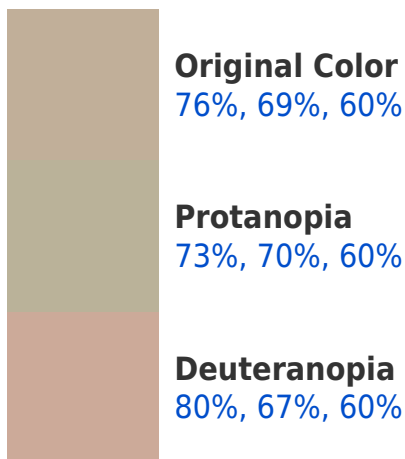 Original Color
76%, 69%, 60%
Protanopia
73%, 70%, 60%
Deuteranopia
80%, 67%, 60%